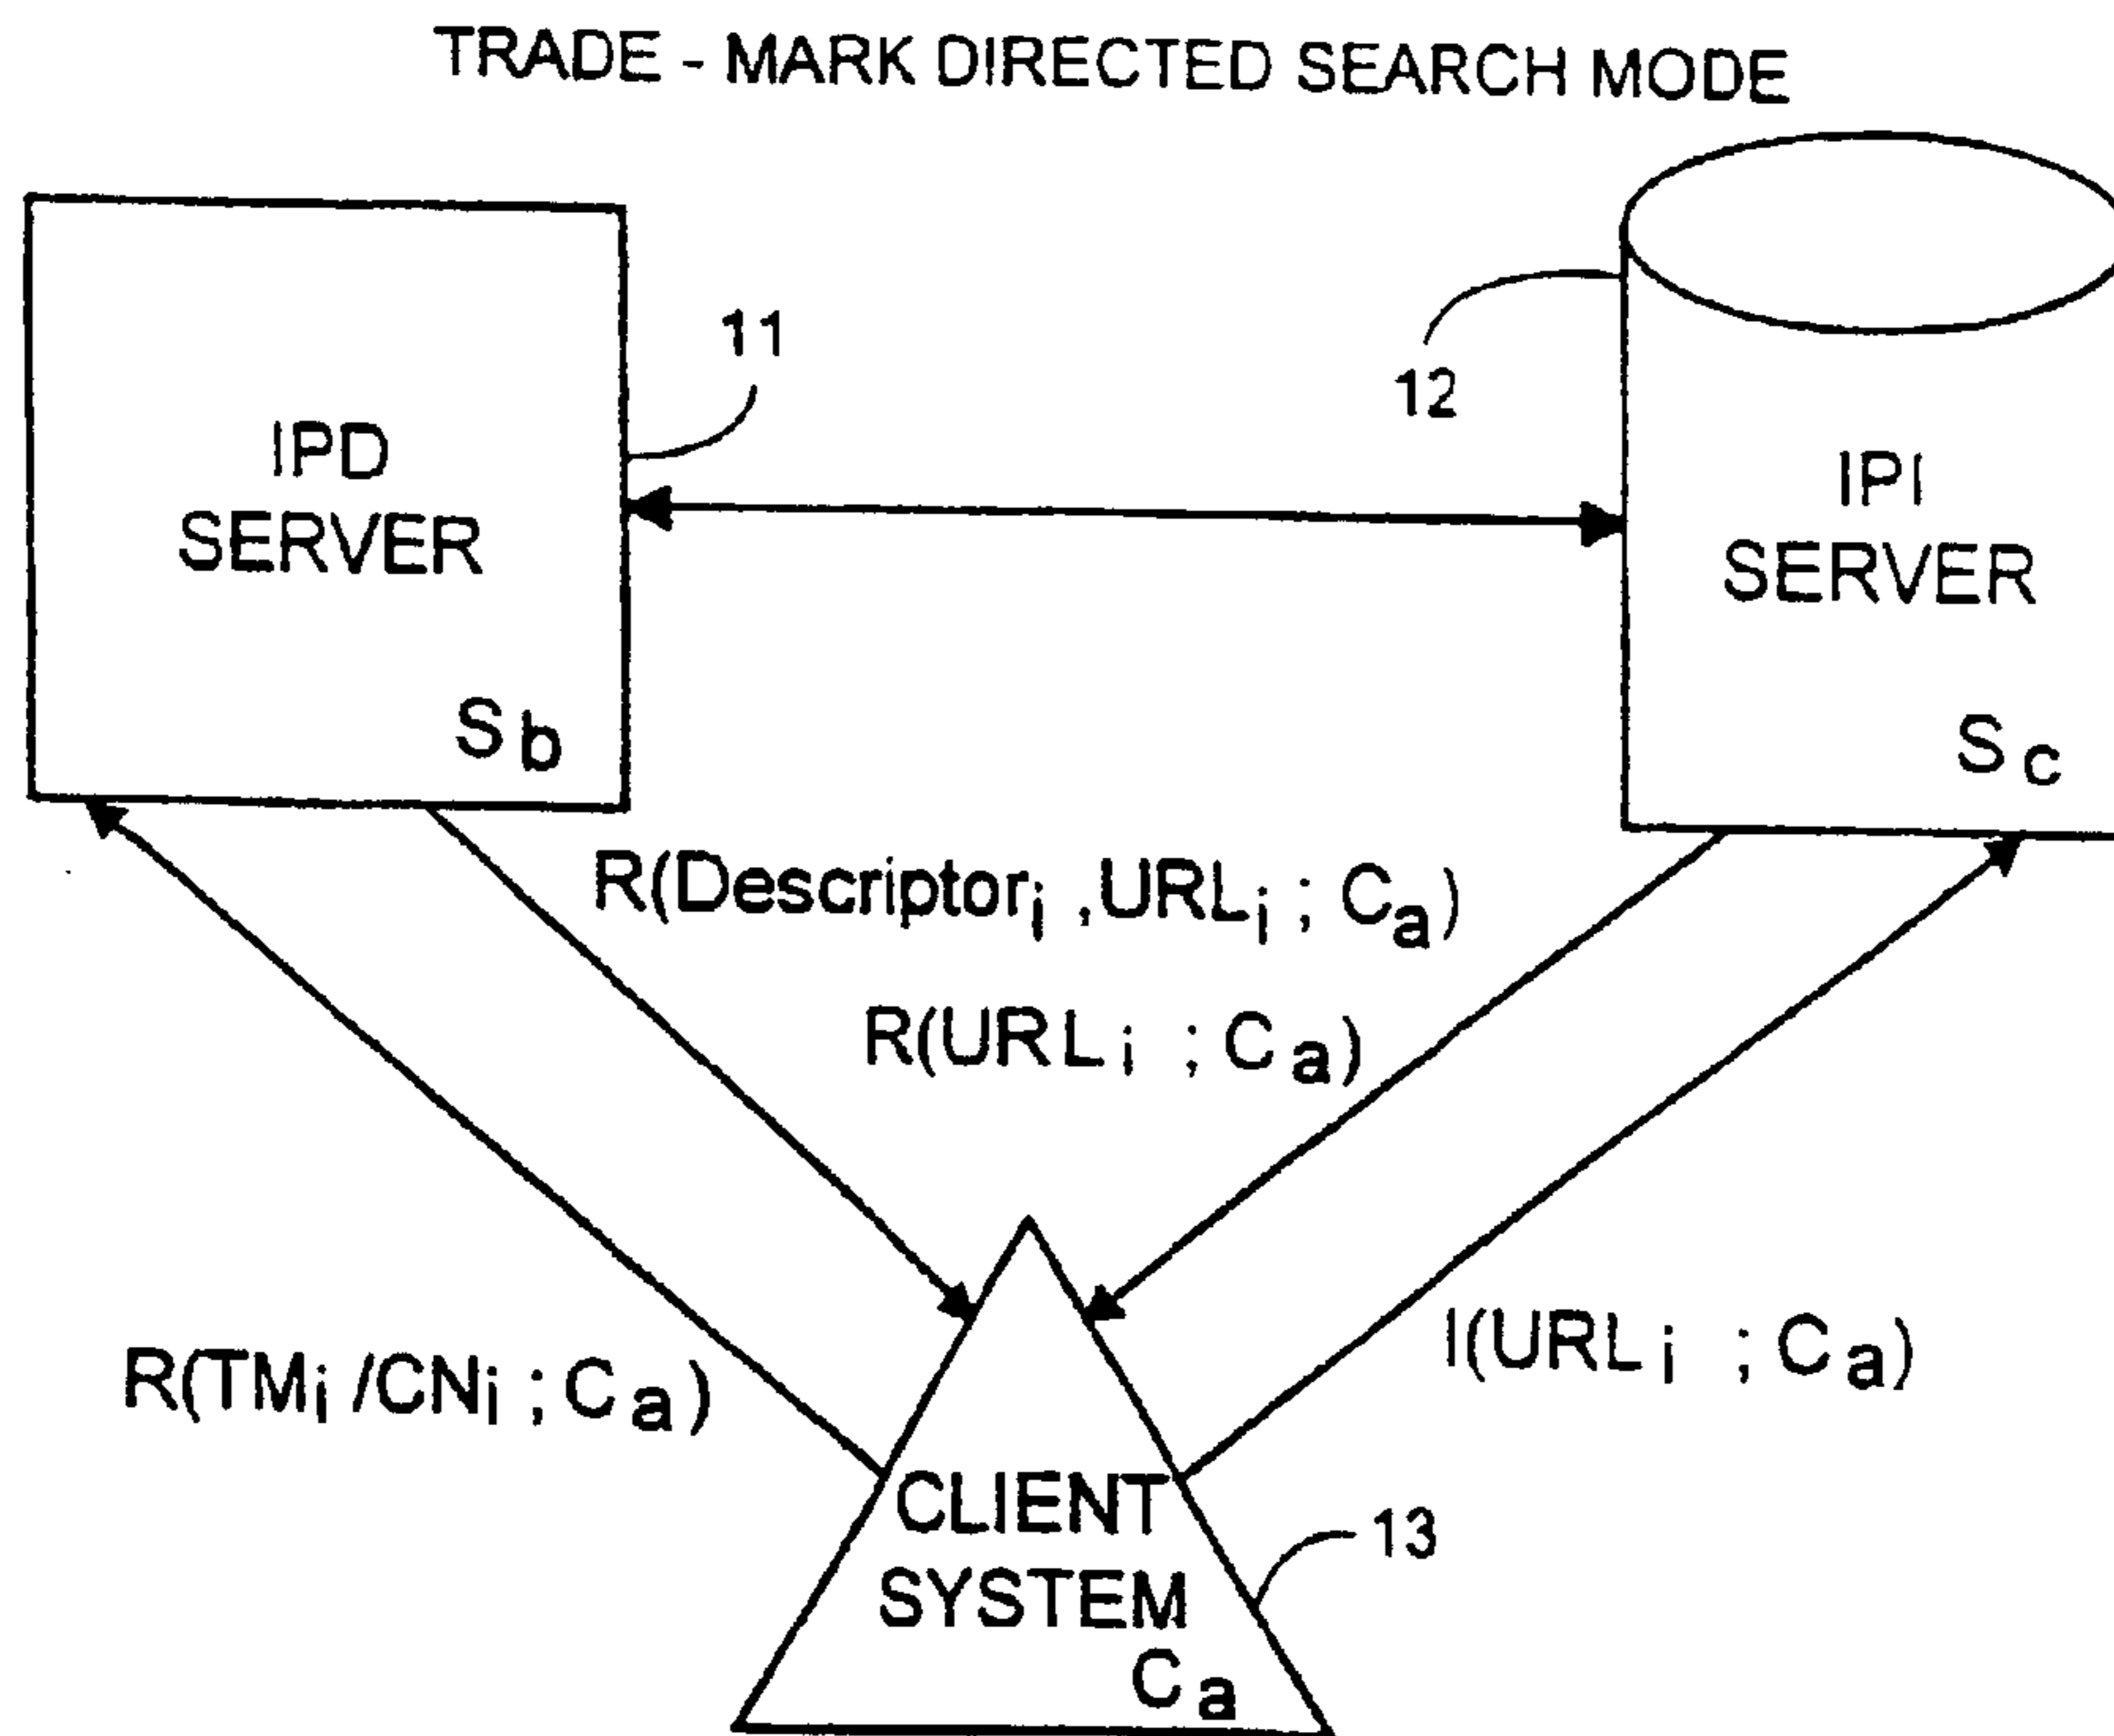 TRADE - MARK DIRECTED SEARCH MODE
11
12
IPD
SERVER
Sb
IPI
SERVER
Sc
R(Descriptori ,URLi ; Ca)
R(URLi ; Ca)
R(TMi /CNi ; Ca)
I(URLi ; Ca)
CLIENT
SYSTEM
Ca
13